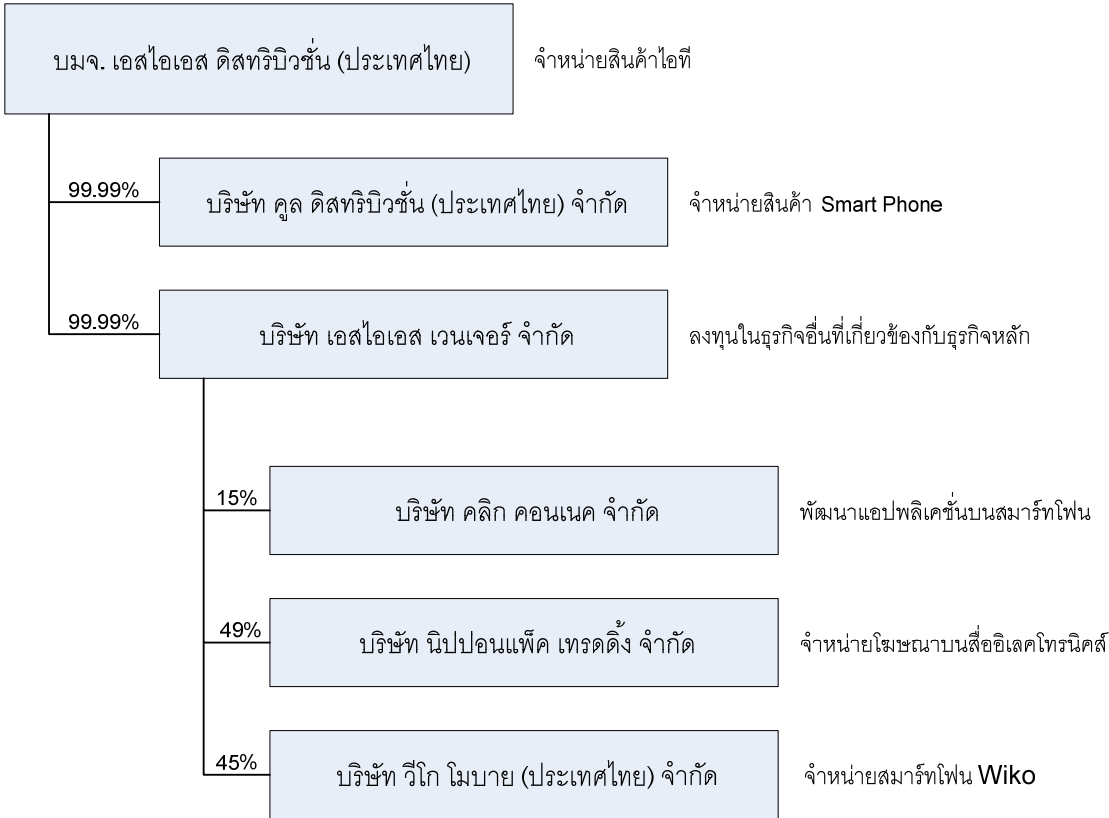 บมจ. เอสไอเอส ดิสทริบิวชั่น (ประเทศไทย)
จำหน่ายสินค้าไอที
99.99%
บริษัท คูล ดิสทริบิวชั่น (ประเทศไทย) จำกัด
จำหน่ายสินค้า Smart Phone
99.99%
บริษัท เอสไอเอส เวนเจอร์ จำกัด
ลงทุนในธุรกิจอื่นที่เกี่ยวข้องกับธุรกิจหลัก
15%
บริษัท คลิก คอนเนค จำกัด
พัฒนาแอปพลิเคชั่นบนสมาร์ทโฟน
49%
บริษัท นิปปอนแพ็ค เทรดดิ้ง จำกัด
จำหน่ายโฆษณาบนสื่ออิเลคโทรนิคส์
45%
บริษัท วีโก โมบาย (ประเทศไทย) จำกัด
จำหน่ายสมาร์ทโฟน Wiko